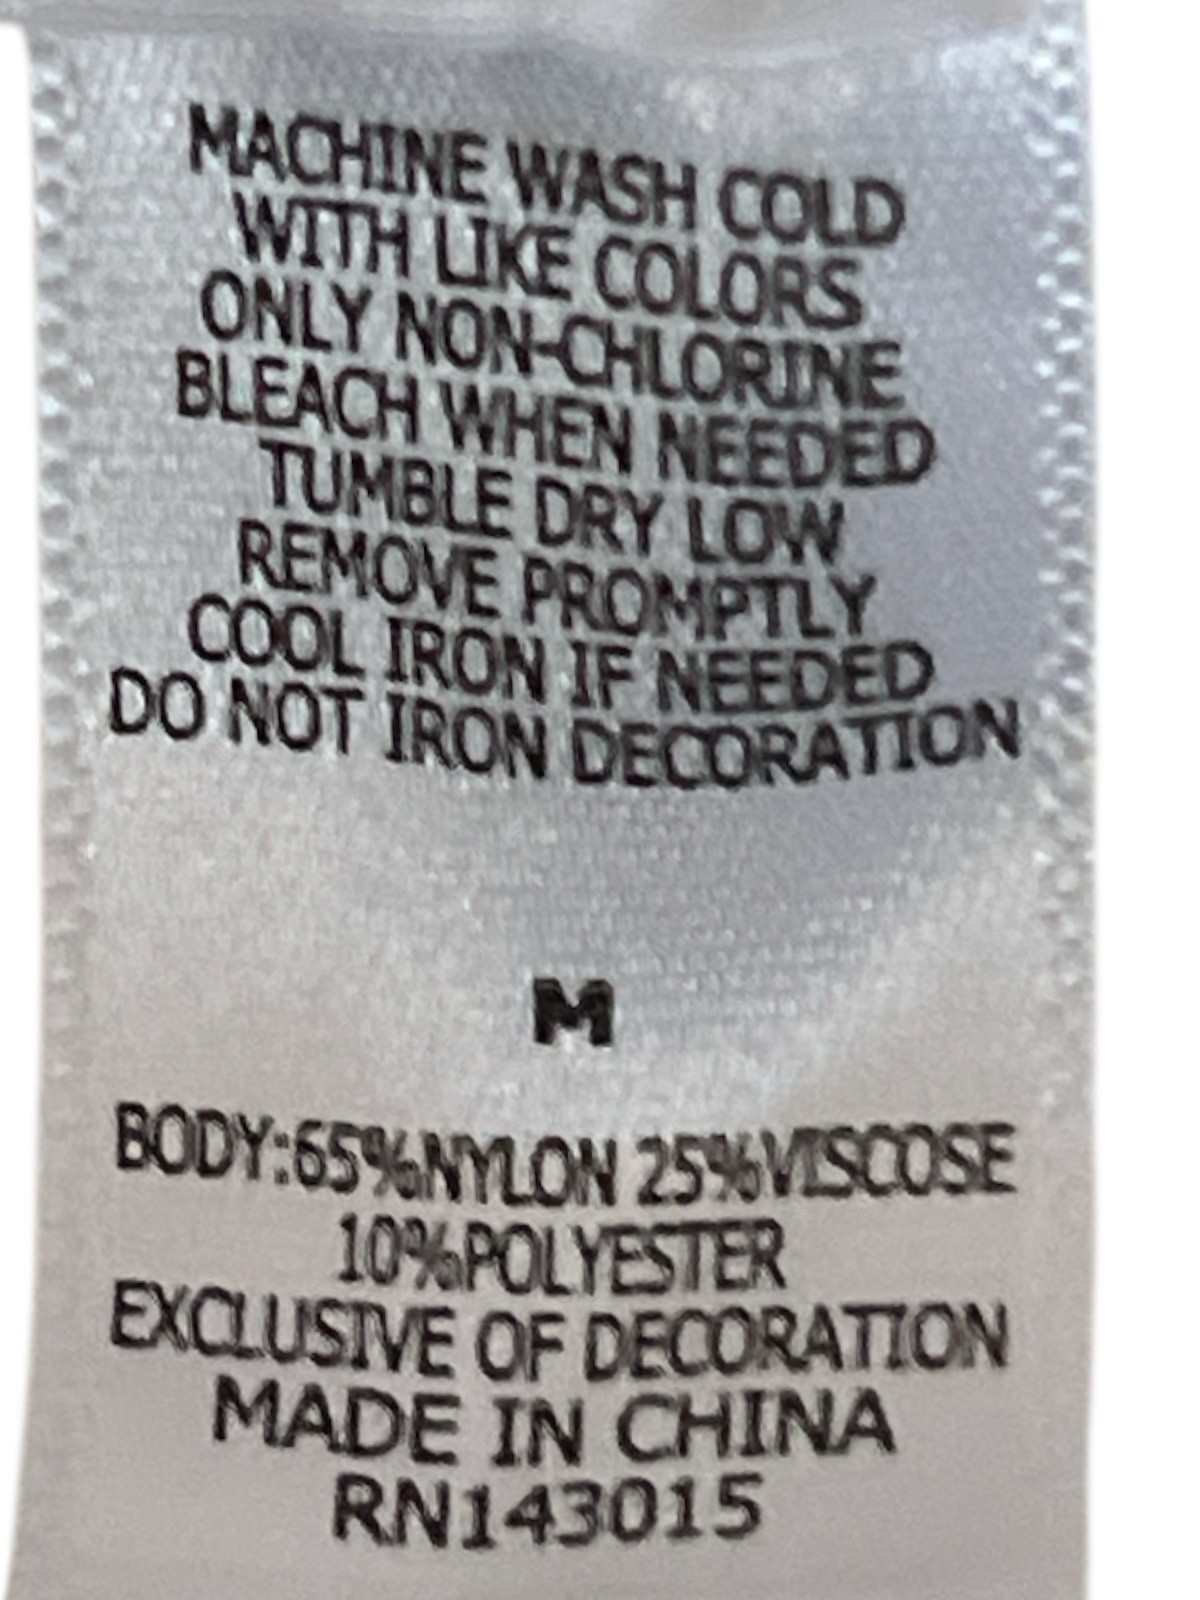 MACHINE WASH COLD
WITH LIKE COLORS
ONLY NON-CHLORINE
BLEACH WHEN NEEDED
TUMBLE DRY LOW
REMOVE PROMPTLY
COOL IRON IF NEEDED
DO NOT IRON DECORATION
M
BODY:65%NYLON 25%VISCOSE
10%POLYESTER
EXCLUSIVE OF DECORATION
MADE IN CHINA
RN143015